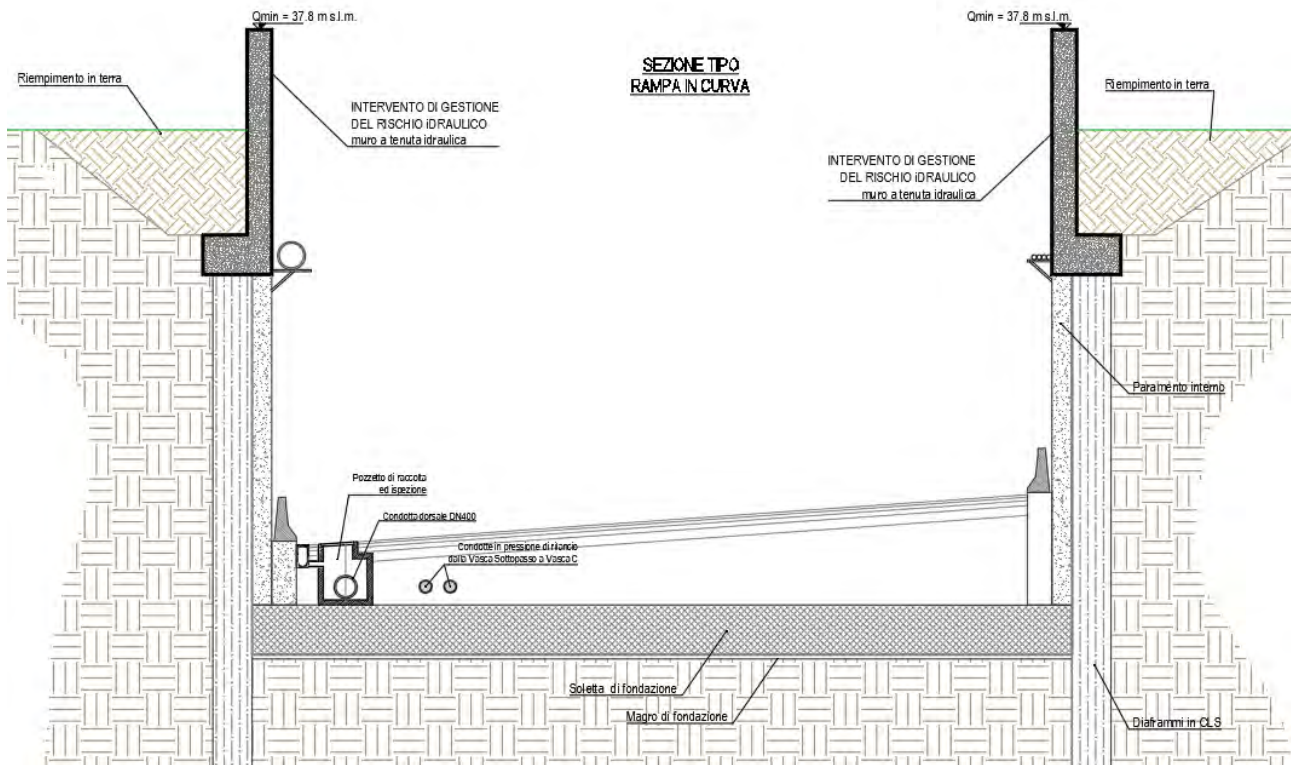 Qmin = 37.8 m s.l.m.
Qmin = 37.8 m s.l.m.
SEZIONE TIPO
RAMPA IN CURVA
Riempimento in terra
Riempimento in terra
INTERVENTO DI GESTIONE
DEL RISCHIO iDRAULICO
muro a tenuta idraulica
INTERVENTO DI GESTIONE
DEL RISCHIO iDRAULICO
muro a tenuta idraulica
Paramento interno
Pozzetto di raccolta
ed ispezione
Condotta dorsale DN400
Condotte in pressione di rilancio
dalla Vasca Sottopasso a Vasca C
Soletta di fondazione
Magro di fondazione
Diaframmi in CLS